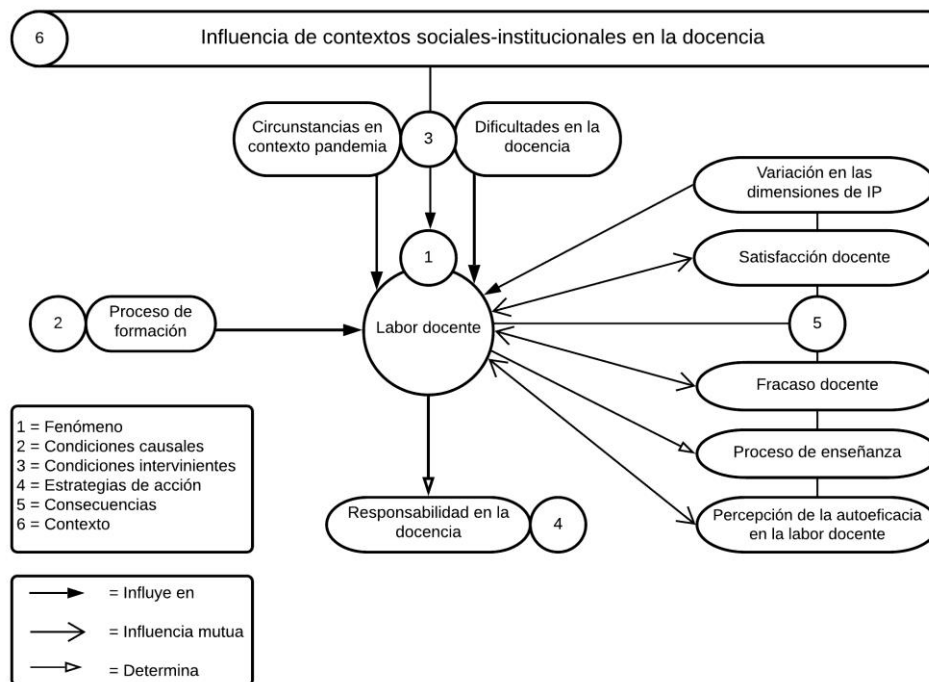 6
Influencia de contextos sociales-institucionales en la docencia
Circunstancias en
contexto pandemia
3
Dificultades en la
docencia
Variación en las
dimensiones de IP
1
Satisfacción docente
2
Proceso de
formación
Labor docente
5
Fracaso docente
1 = Fenómeno
2 = Condiciones causales
3 = Condiciones intervinientes
4 = Estrategias de acción
5 = Consecuencias
6 = Contexto
Proceso de enseñanza
Responsabilidad en la
docencia
4
Percepción de la autoeficacia
en la labor docente
= Influye en
= Influencia mutua
= Determina